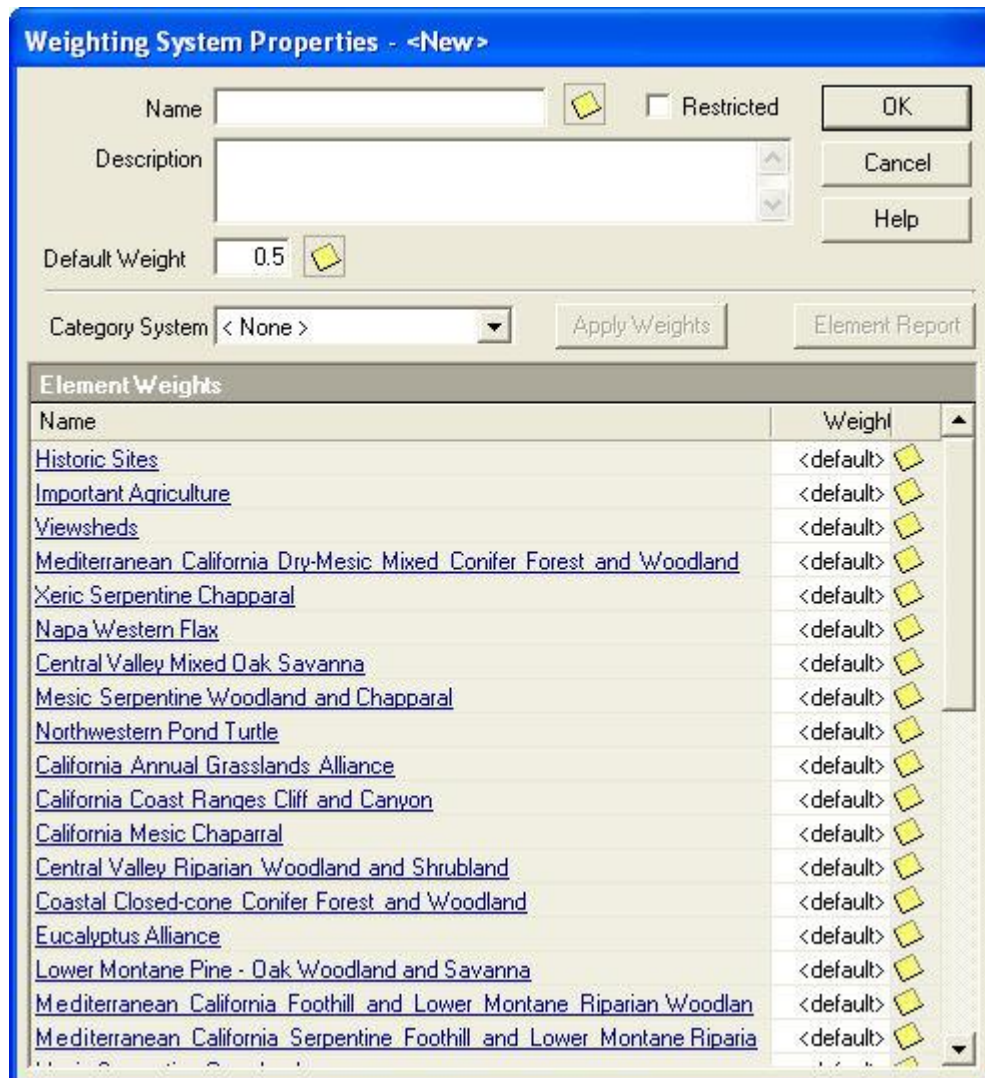 Weighting System Properties - <New>
Name
Restricted
OK
Description
Cancel
Help
Default Weight 0.5
Category System < None >
Apply Weights
Element Report
Element Weights
Name Weight
Historic Sites <default>
Important Agriculture <default>
Viewsheds <default>
Mediterranean California Dry-Mesic Mixed Conifer Forest and Woodland <default>
Xeric Serpentine Chapparal <default>
Napa Western Flax <default>
Central Valley Mixed Oak Savanna <default>
Mesic Serpentine Woodland and Chapparal <default>
Northwestern Pond Turtle <default>
California Annual Grasslands Alliance <default>
California Coast Ranges Cliff and Canyon <default>
California Mesic Chaparral <default>
Central Valley Riparian Woodland and Shrubland <default>
Coastal Closed-cone Conifer Forest and Woodland <default>
Eucalyptus Alliance <default>
Lower Montane Pine - Oak Woodland and Savanna <default>
Mediterranean California Foothill and Lower Montane Riparian Woodlan <default>
Mediterranean California Serpentine Foothill and Lower Montane Riparia <default>